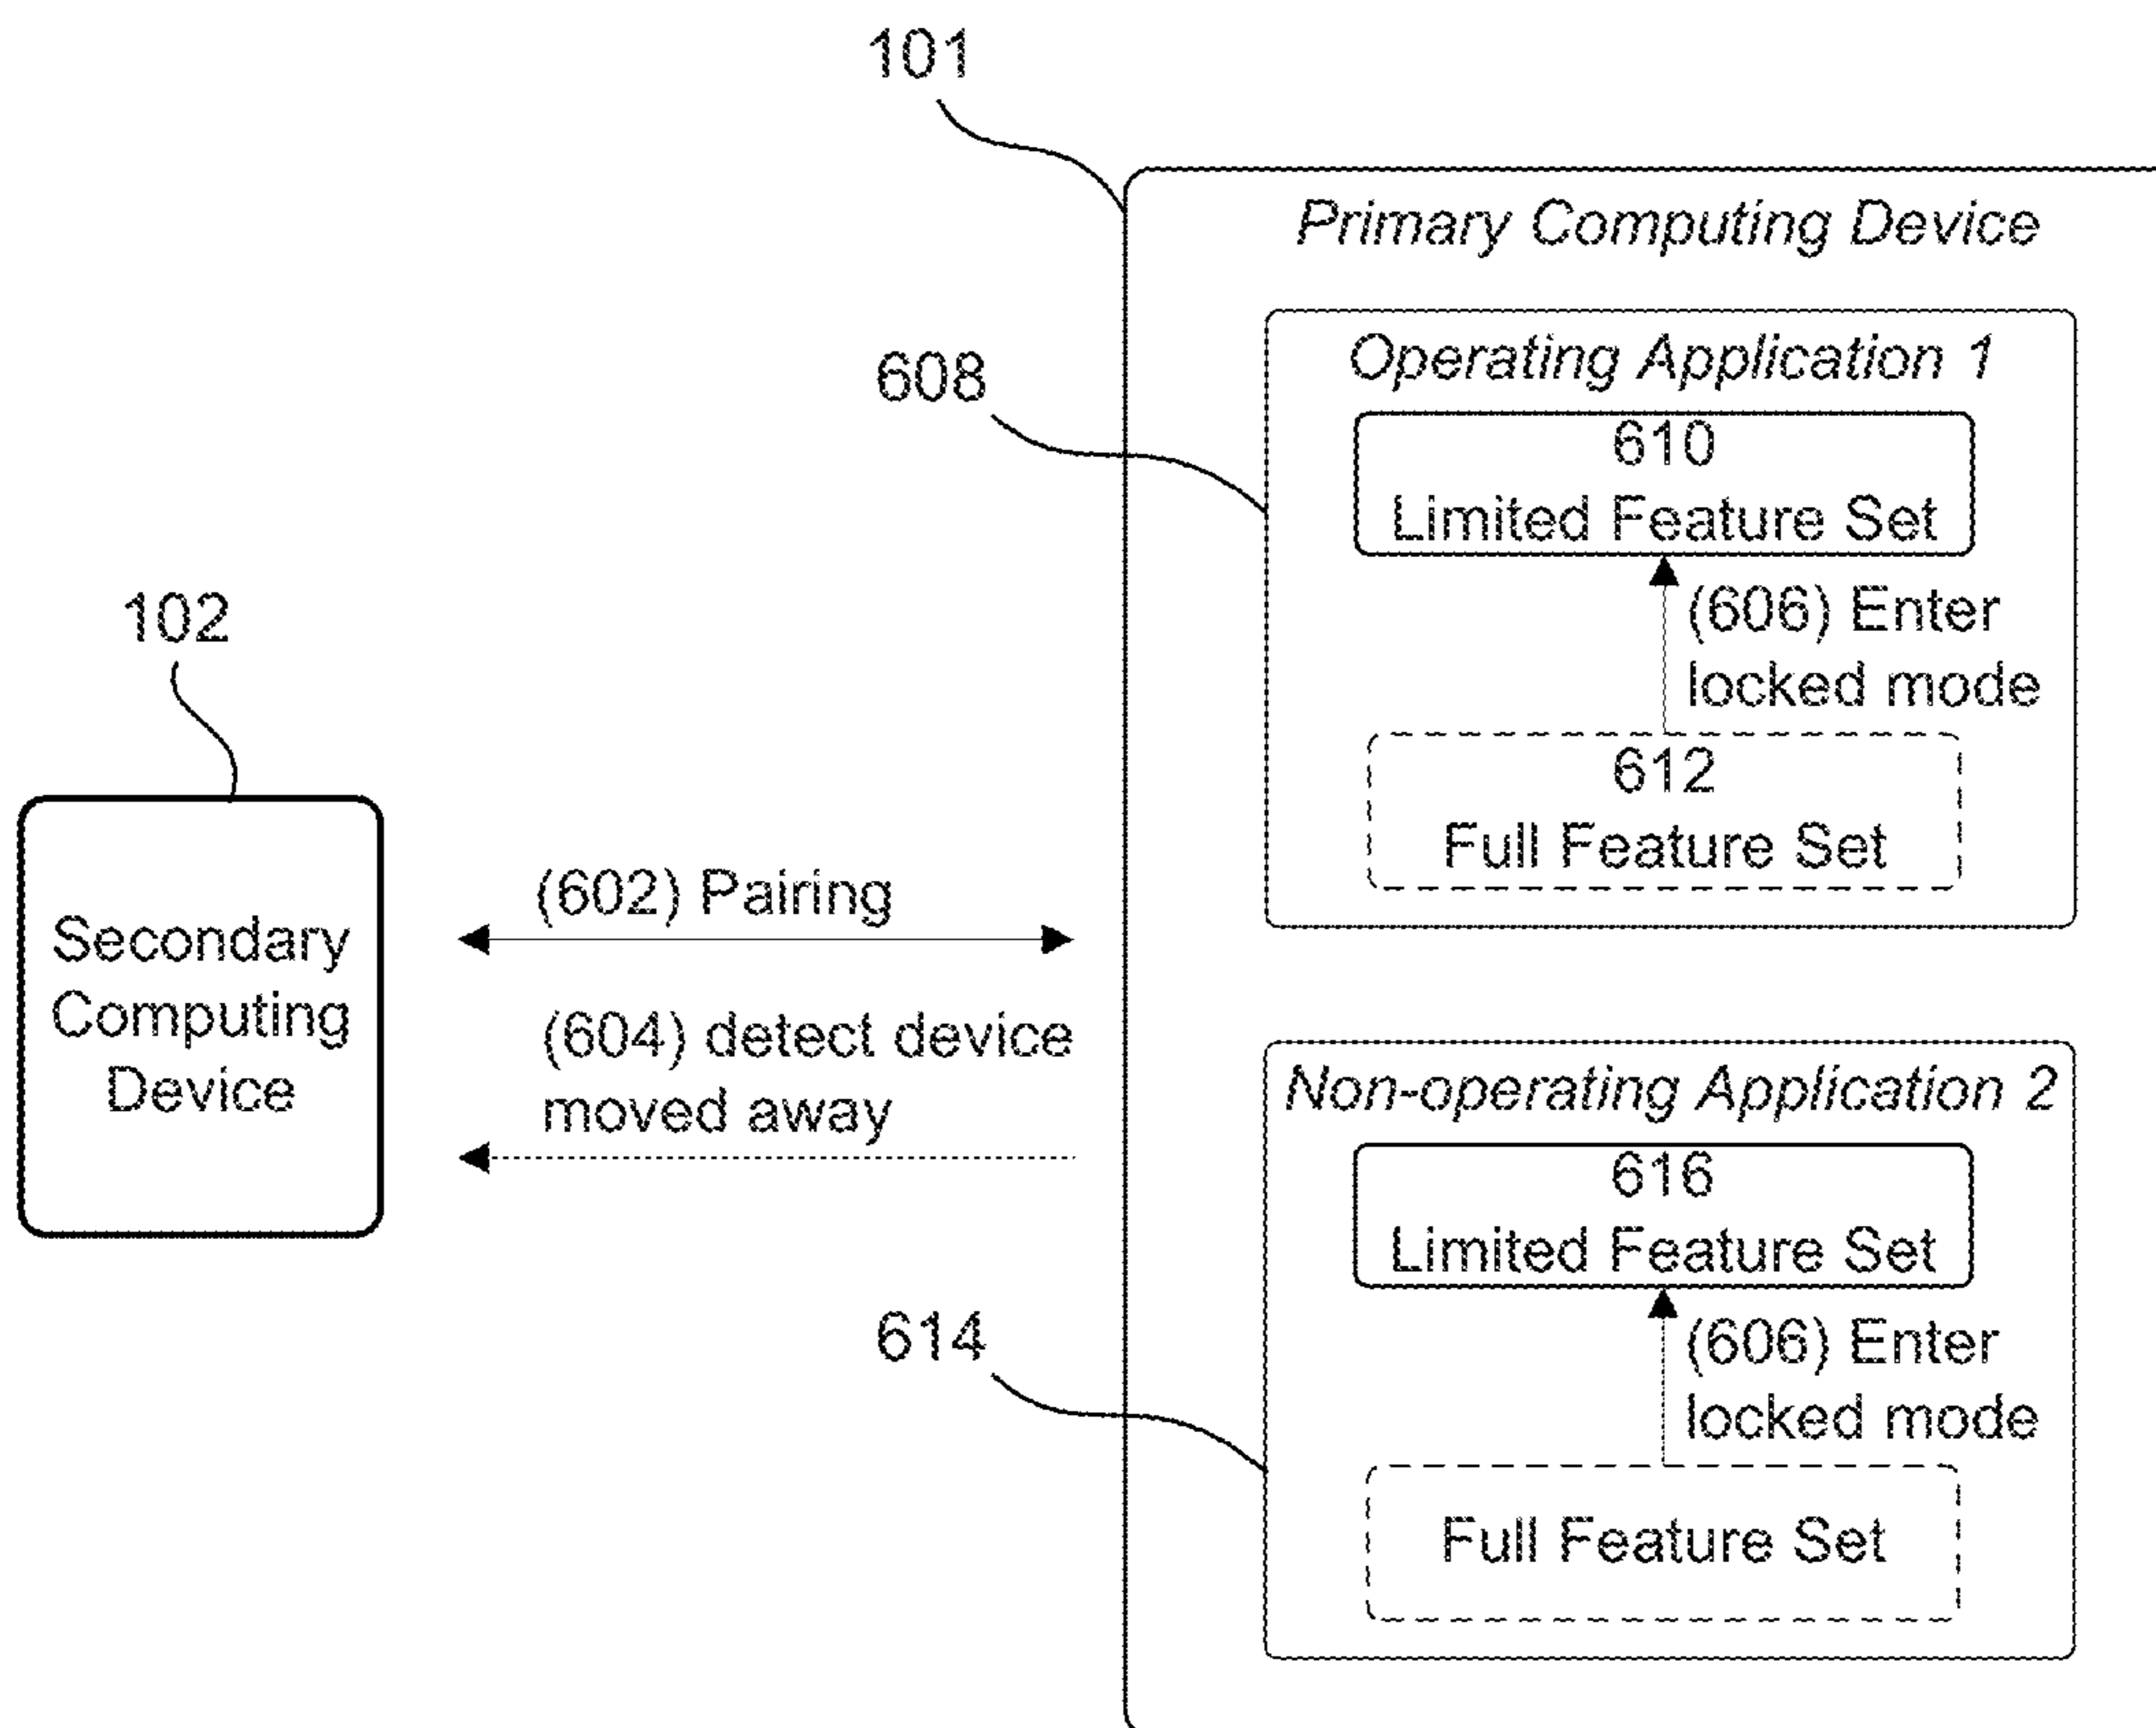 101
Primary Computing Device
608
Operating Application 1
610
Limited Feature Set
(606) Enter
locked mode
612
Full Feature Set
102
Secondary
Computing
Device
(602) Pairing
(604) detect device
moved away
614
Non-operating Application 2
616
Limited Feature Set
(606) Enter
locked mode
Full Feature Set